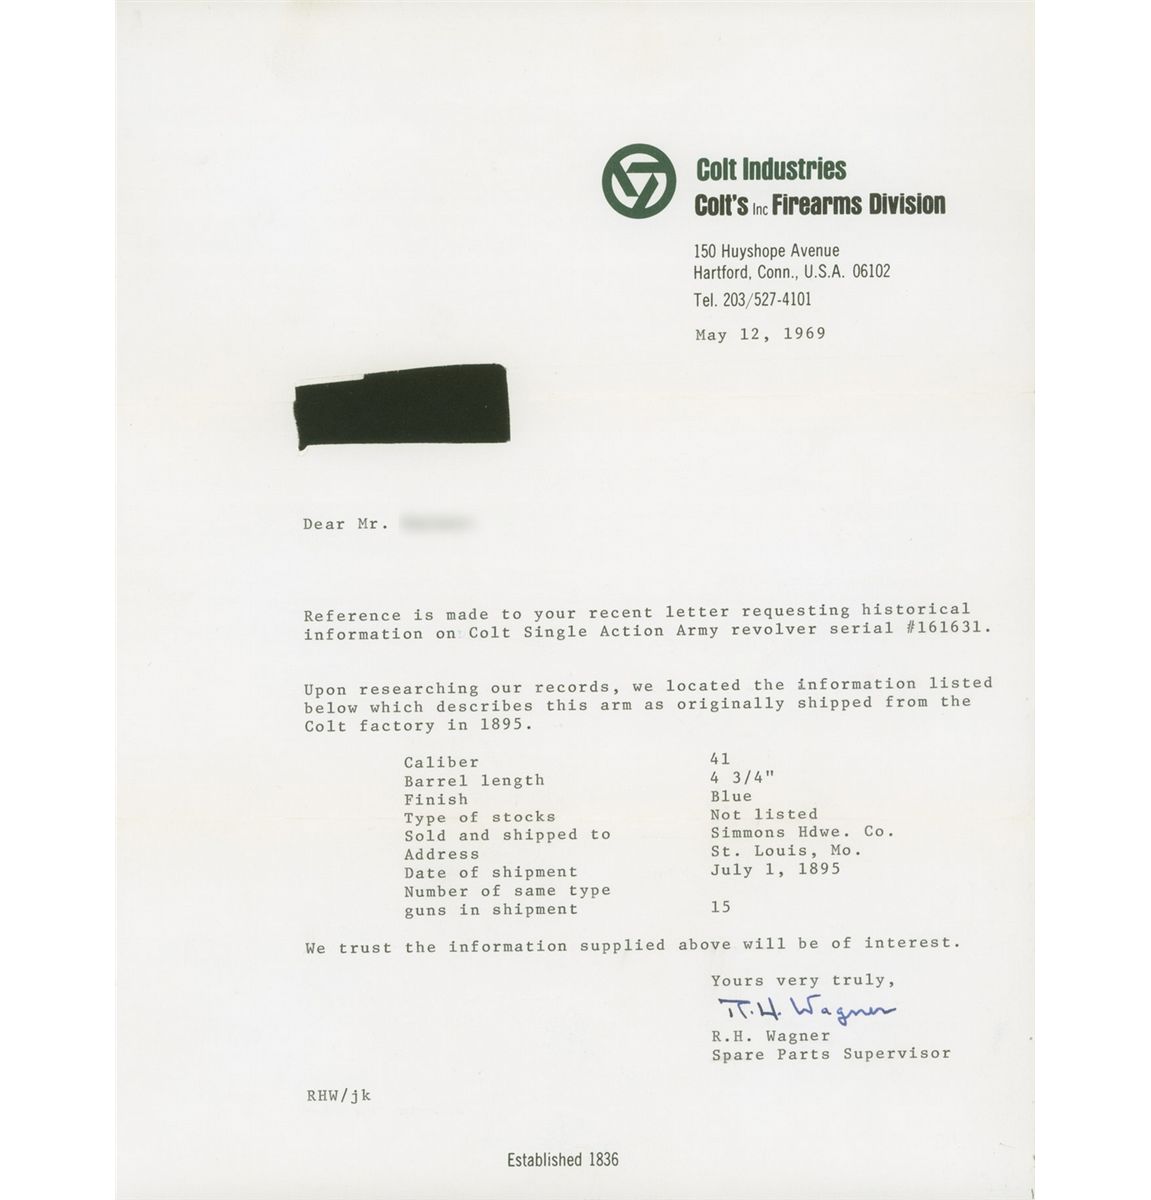 Colt Industries
Colt's Inc Firearms Division
150 Huyshope Avenue
Hartford, Conn., U.S.A. 06102
Tel. 203/527-4101
May 12, 1969
Dear Mr.
Reference is made to your recent letter requesting historical
information on Colt Single Action Army revolver serial #161631.
Upon researching our records, we located the information listed
below which describes this arm as originally shipped from the
Colt factory in 1895.
Caliber 41
Barrel length 4 3/4"
Finish Blue
Type of stocks Not listed
Sold and shipped to Simmons Hdwe. Co.
Address St. Louis, Mo.
Date of shipment July 1, 1895
Number of same type
guns in shipment 15
We trust the information supplied above will be of interest.
Yours very truly,
R.H. Wagner
R.H. Wagner
Spare Parts Supervisor
RHW/jk
Established 1836